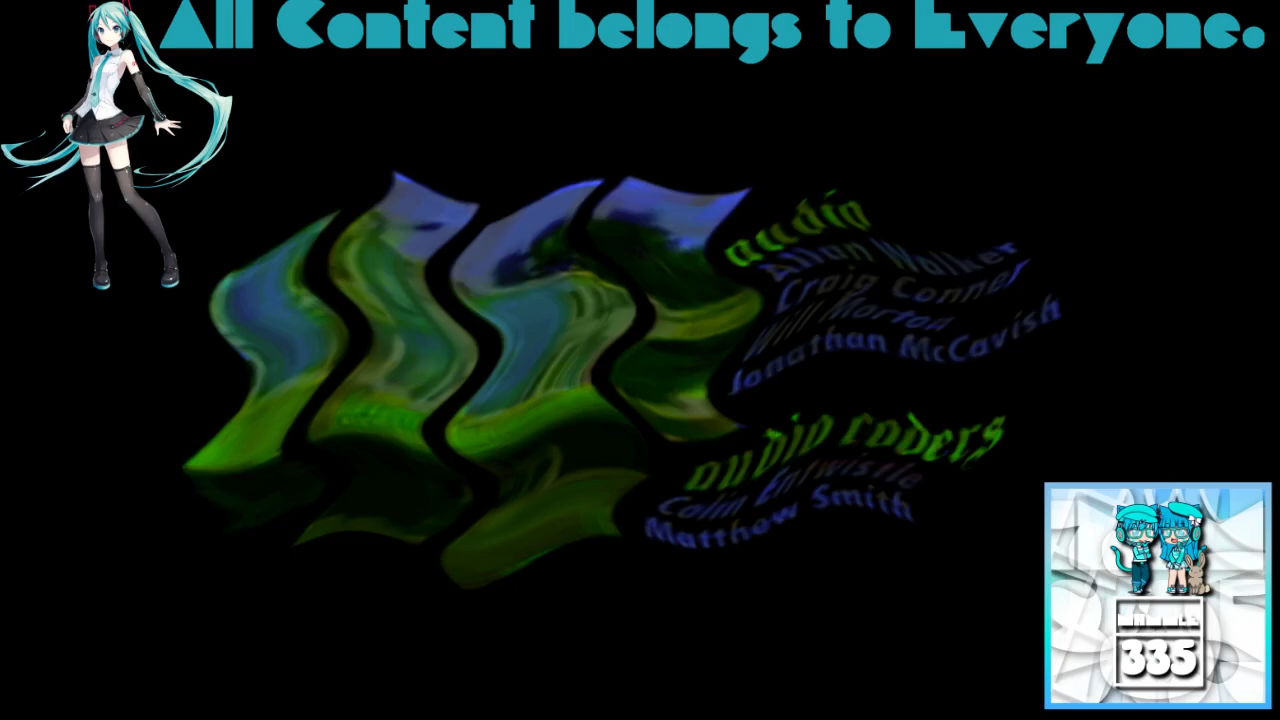 All Content belongs to Everyone.
audio
Allan Walker
Craig Conner
Will Morton
Jonathan McCavish
audio coders
Colin Entwistle
Matthew Smith
335